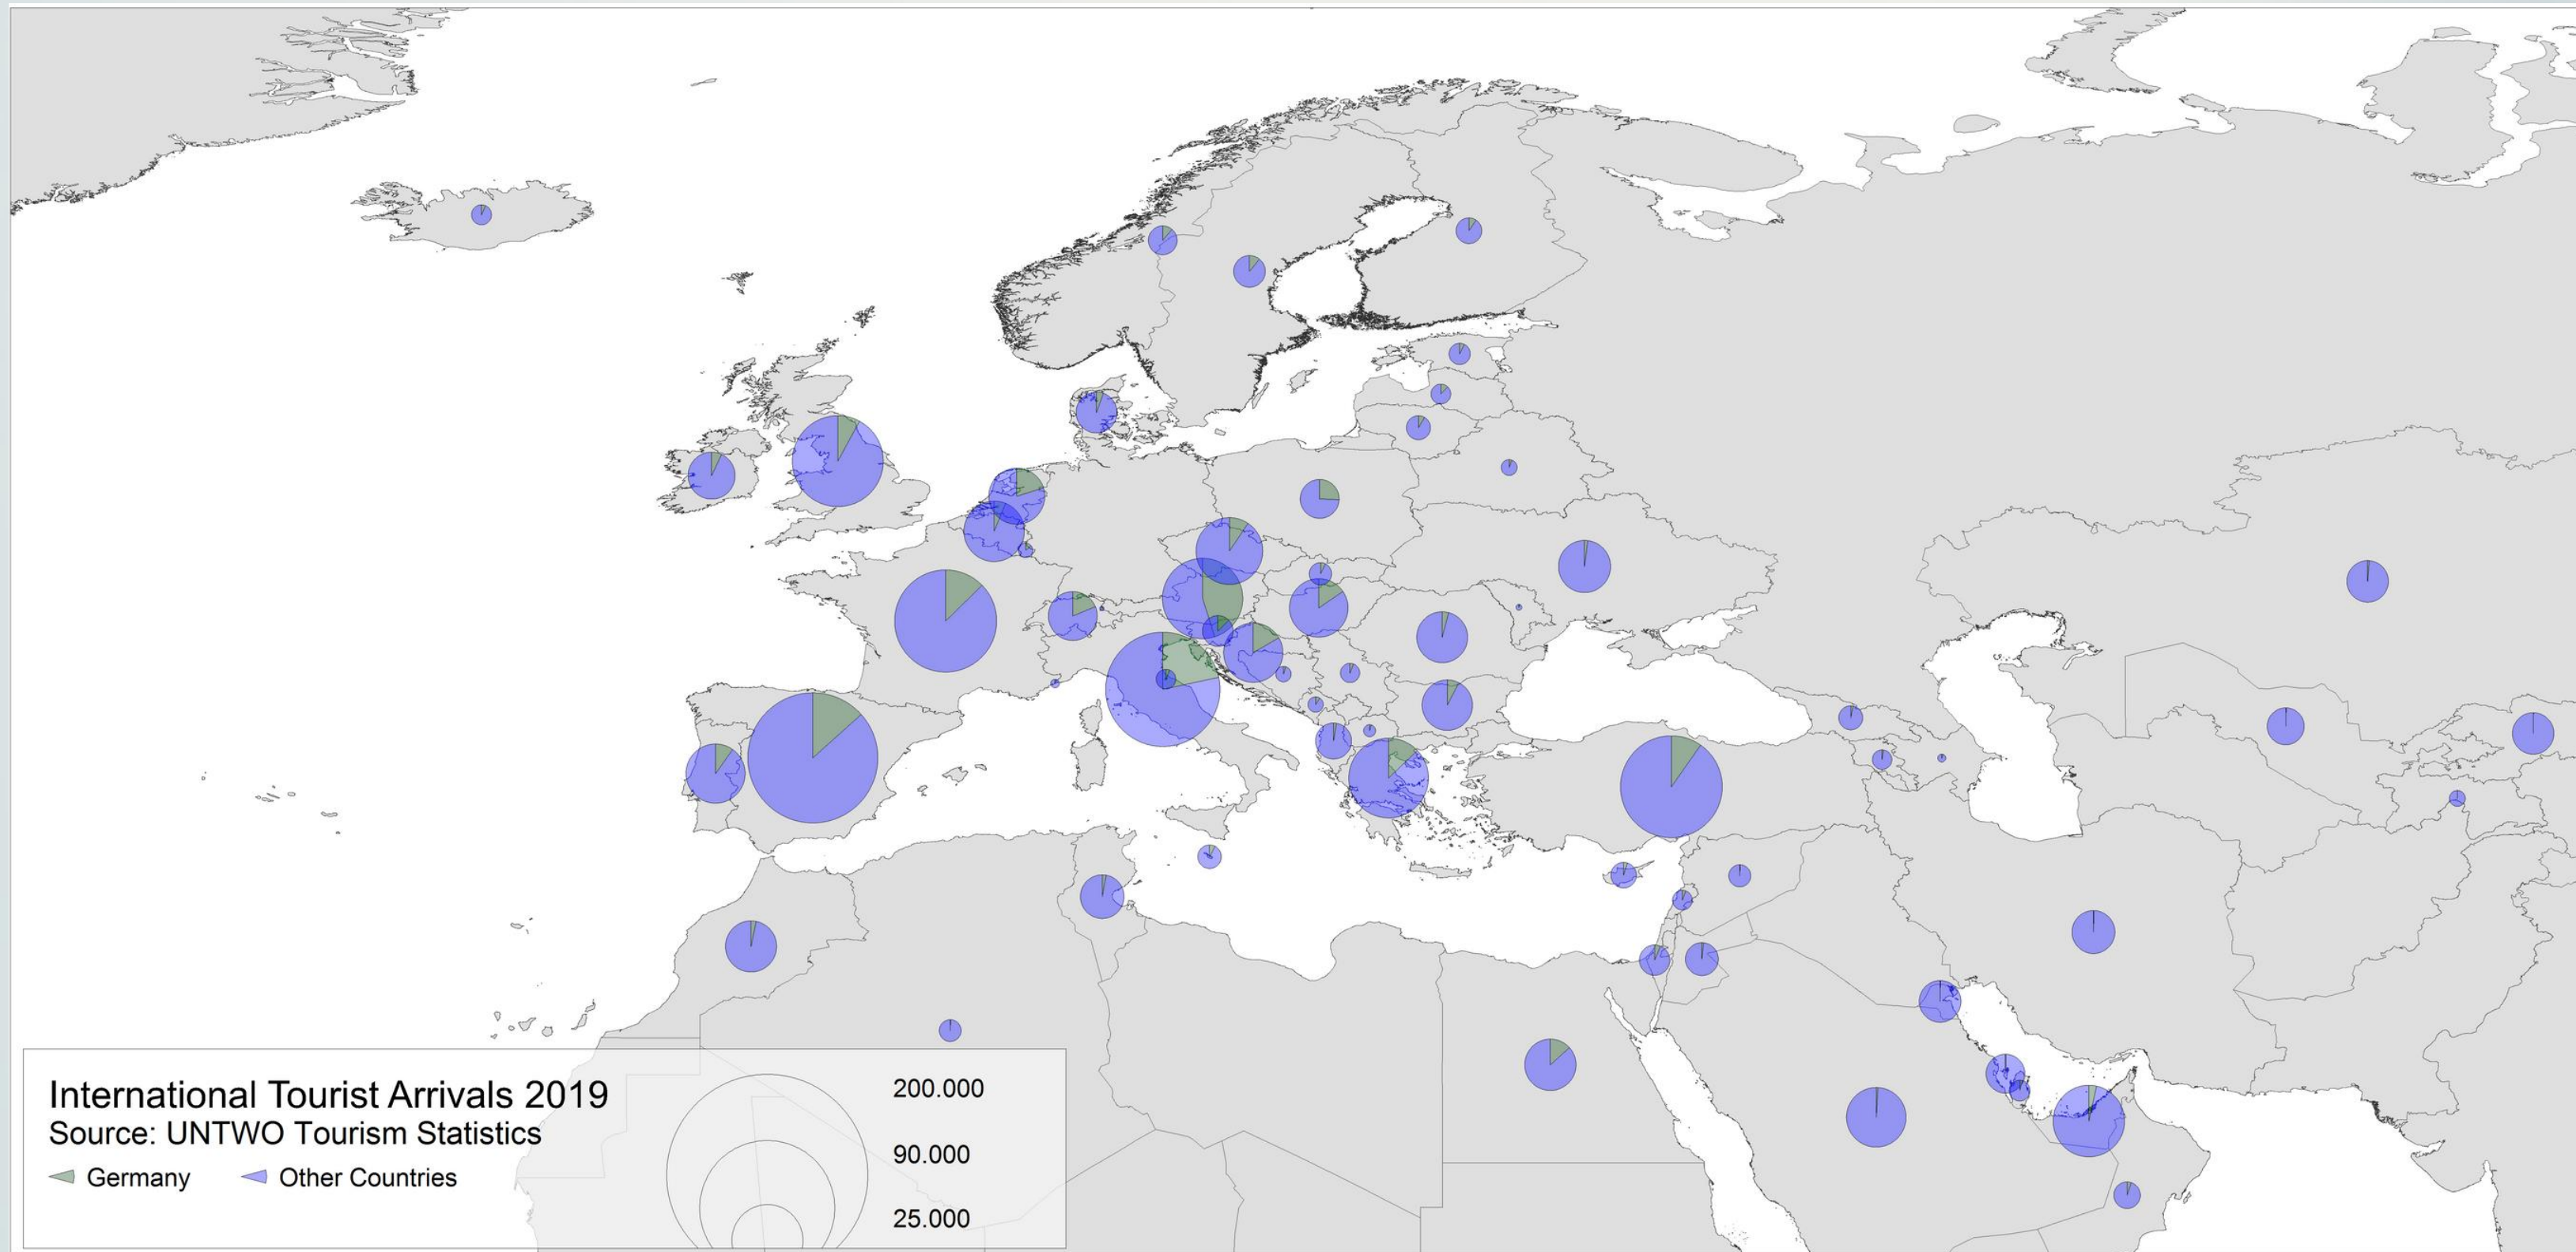 International Tourist Arrivals 2019
Source: UNTWO Tourism Statistics
Germany Other Countries
200.000
90.000
25.000